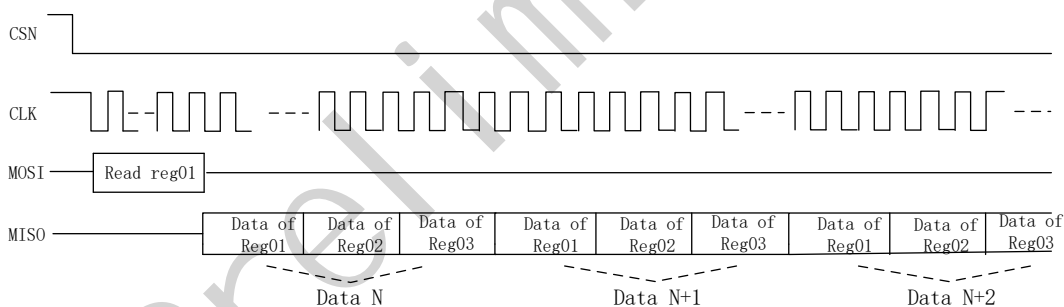 CSN
CLK
MOSI
Read reg01
MISO
Data of Reg01
Data of Reg02
Data of Reg03
Data of Reg01
Data of Reg02
Data of Reg03
Data of Reg01
Data of Reg02
Data of Reg03
Data N
Data N+1
Data N+2